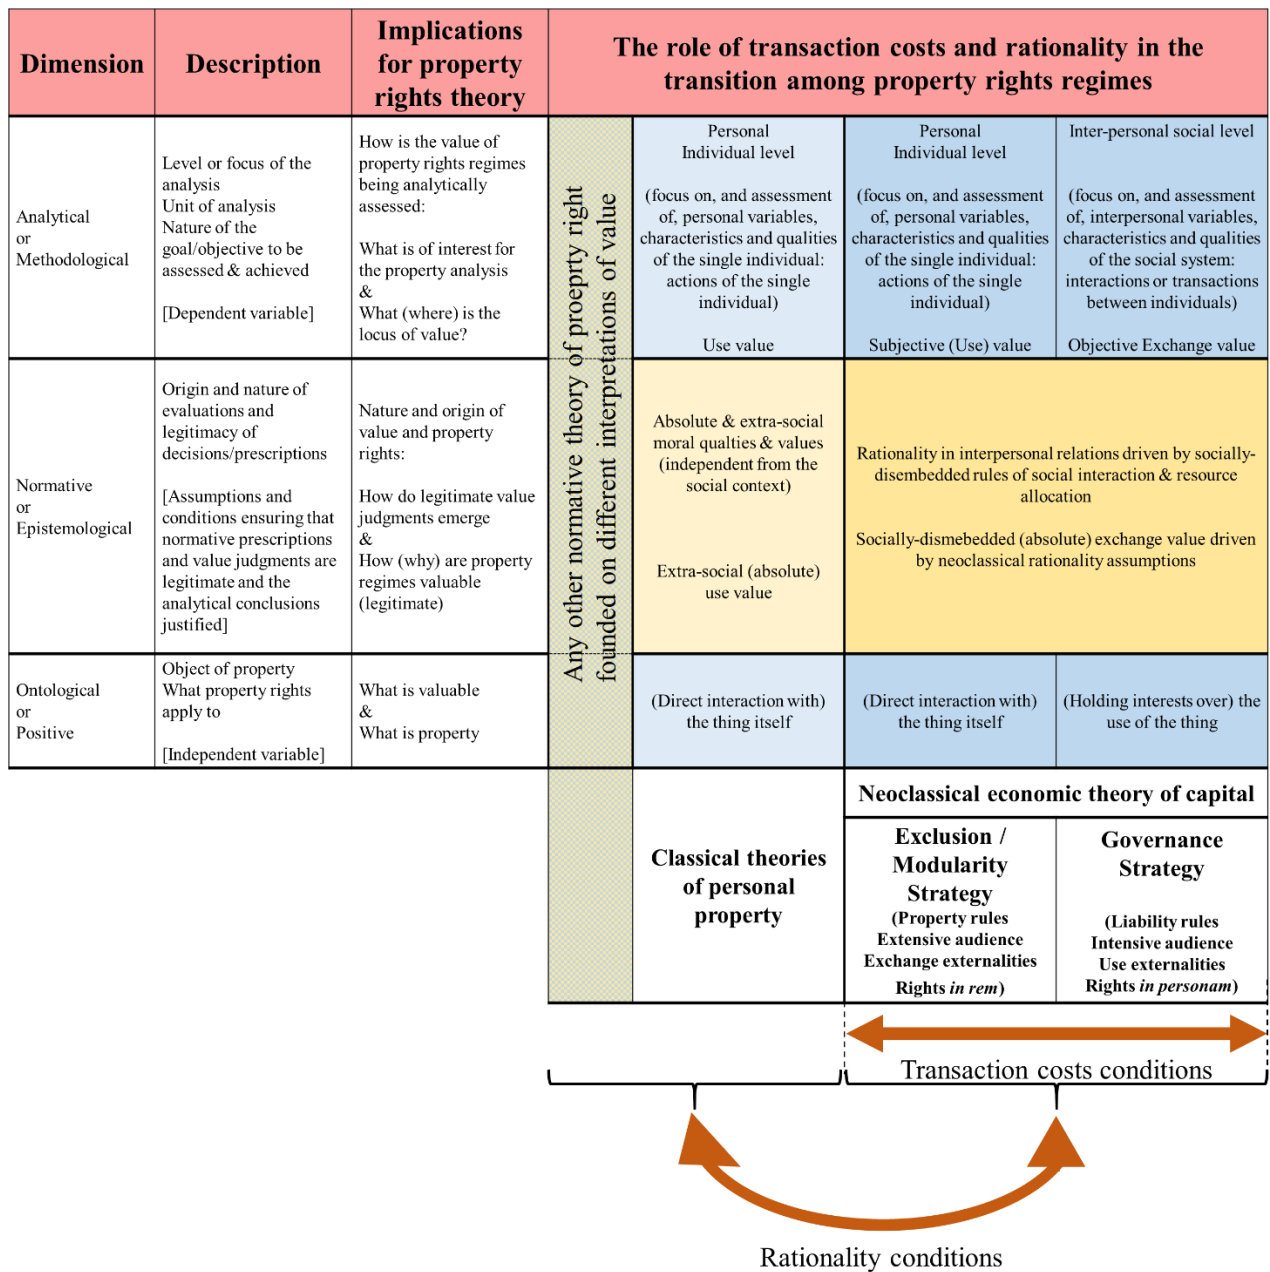 Dimension
Description
Implications
for property
rights theory
The role of transaction costs and rationality in the
transition among property rights regimes
Analytical
or
Methodological
Level or focus of the
analysis
Unit of analysis
Nature of the
goal/objective to be
assessed & achieved
[Dependent variable]
How is the value of
property rights regimes
being analytically
assessed:
What is of interest for
the property analysis
&
What (where) is the
locus of value?
Any other normative theory of proeprty right
founded on different interpretations of value
Personal
Individual level
(focus on, and assessment
of, personal variables,
characteristics and qualities
of the single individual:
actions of the single
individual)
Use value
Personal
Individual level
(focus on, and assessment
of, personal variables,
characteristics and qualities
of the single individual:
actions of the single
individual)
Subjective (Use) value
Inter-personal social level
(focus on, and assessment
of, interpersonal variables,
characteristics and qualities
of the social system:
interactions or transactions
between individuals)
Objective Exchange value
Normative
or
Epistemological
Origin and nature of
evaluations and
legitimacy of
decisions/prescriptions
[Assumptions and
conditions ensuring that
normative prescriptions
and value judgments are
legitimate and the
analytical conclusions
justified]
Nature and origin of
value and property
rights:
How do legitimate value
judgments emerge
&
How (why) are property
regimes valuable
(legitimate)
Absolute & extra-social
moral qualties & values
(independent from the
social context)
Extra-social (absolute)
use value
Rationality in interpersonal relations driven by socially-
disembedded rules of social interaction & resource
allocation
Socially-dismebedded (absolute) exchange value driven
by neoclassical rationality assumptions
Ontological
or
Positive
Object of property
What property rights
apply to
[Independent variable]
What is valuable
&
What is property
(Direct interaction with)
the thing itself
(Direct interaction with)
the thing itself
(Holding interests over) the
use of the thing
Classical theories
of personal
property
Neoclassical economic theory of capital
Exclusion /
Modularity
Strategy
(Property rules
Extensive audience
Exchange externalities
Rights in rem)
Governance
Strategy
(Liability rules
Intensive audience
Use externalities
Rights in personam)
Transaction costs conditions
Rationality conditions